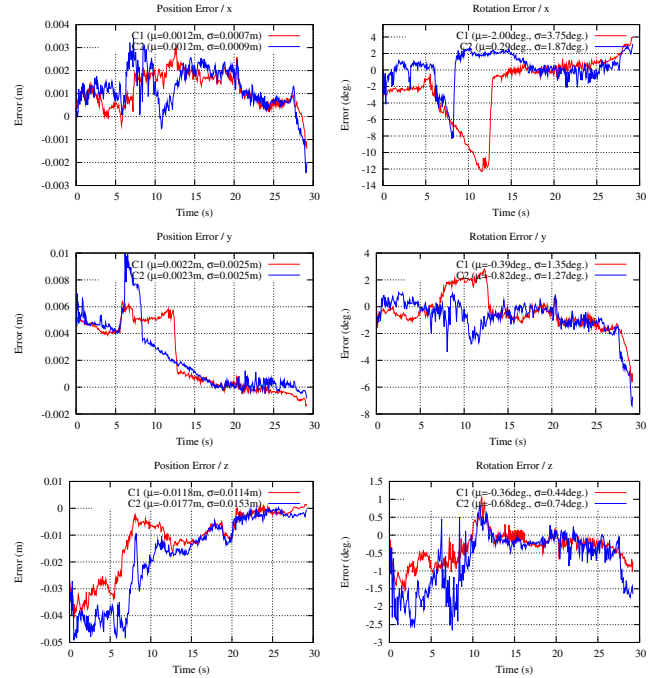 Position Error / x
C1 (μ=0.0012m, σ=0.0007m)
C2 (μ=0.0012m, σ=0.0009m)
Error (m)
0.003
0.002
0.001
0
-0.001
-0.002
-0.003
0 5 10 15 20 25 30
Time (s)
Rotation Error / x
C1 (μ=-2.00deg., σ=3.75deg.)
C2 (μ=0.29deg., σ=1.87deg.)
Error (deg.)
4
2
0
-2
-4
-6
-8
-10
-12
-14
0 5 10 15 20 25 30
Time (s)
Position Error / y
C1 (μ=0.0022m, σ=0.0025m)
C2 (μ=0.0023m, σ=0.0025m)
Error (m)
0.01
0.008
0.006
0.004
0.002
0
-0.002
0 5 10 15 20 25 30
Time (s)
Rotation Error / y
C1 (μ=-0.39deg., σ=1.35deg.)
C2 (μ=-0.82deg., σ=1.27deg.)
Error (deg.)
4
2
0
-2
-4
-6
-8
0 5 10 15 20 25 30
Time (s)
Position Error / z
C1 (μ=-0.0118m, σ=0.0114m)
C2 (μ=-0.0177m, σ=0.0153m)
Error (m)
0.01
0
-0.01
-0.02
-0.03
-0.04
-0.05
0 5 10 15 20 25 30
Time (s)
Rotation Error / z
C1 (μ=-0.36deg., σ=0.44deg.)
C2 (μ=-0.68deg., σ=0.74deg.)
Error (deg.)
1.5
1
0.5
0
-0.5
-1
-1.5
-2
-2.5
-3
0 5 10 15 20 25 30
Time (s)